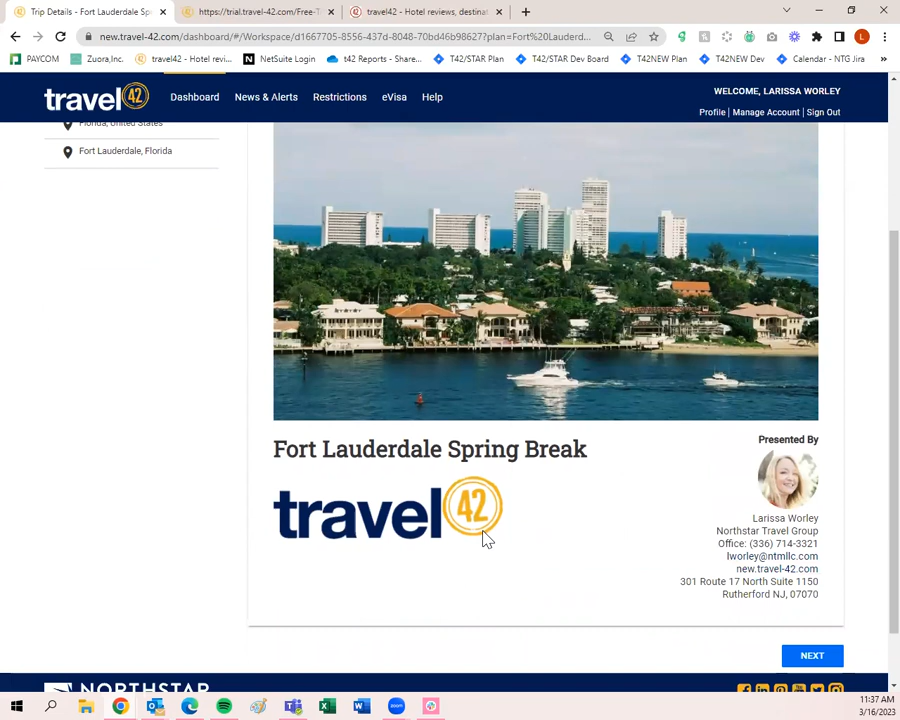 Trip Details - Fort Lauderdale Sp
https://trial.travel-42.com/Free-T
travel42 - Hotel reviews, destinat
new.travel-42.com/dashboard/#/Workspace/d1667705-8556-437d-8048-70bd46b98627?plan=Fort%20Lauderd...
L
PAYCOM
Zuora,Inc.
travel42 - Hotel revi...
NetSuite Login
t42 Reports - Share...
T42/STAR Plan
T42/STAR Dev Board
T42NEW Plan
T42NEW Dev
Calendar - NTG Jira
travel42
Dashboard
News & Alerts
Restrictions
eVisa
Help
WELCOME, LARISSA WORLEY
Profile | Manage Account | Sign Out
Florida, United States
Fort Lauderdale, Florida
Fort Lauderdale Spring Break
travel42
Presented By
Larissa Worley
Northstar Travel Group
Office: (336) 714-3321
lworley@ntmllc.com
new.travel-42.com
301 Route 17 North Suite 1150
Rutherford NJ, 07070
NEXT
NORTHSTAR
11:37 AM
3/16/2023